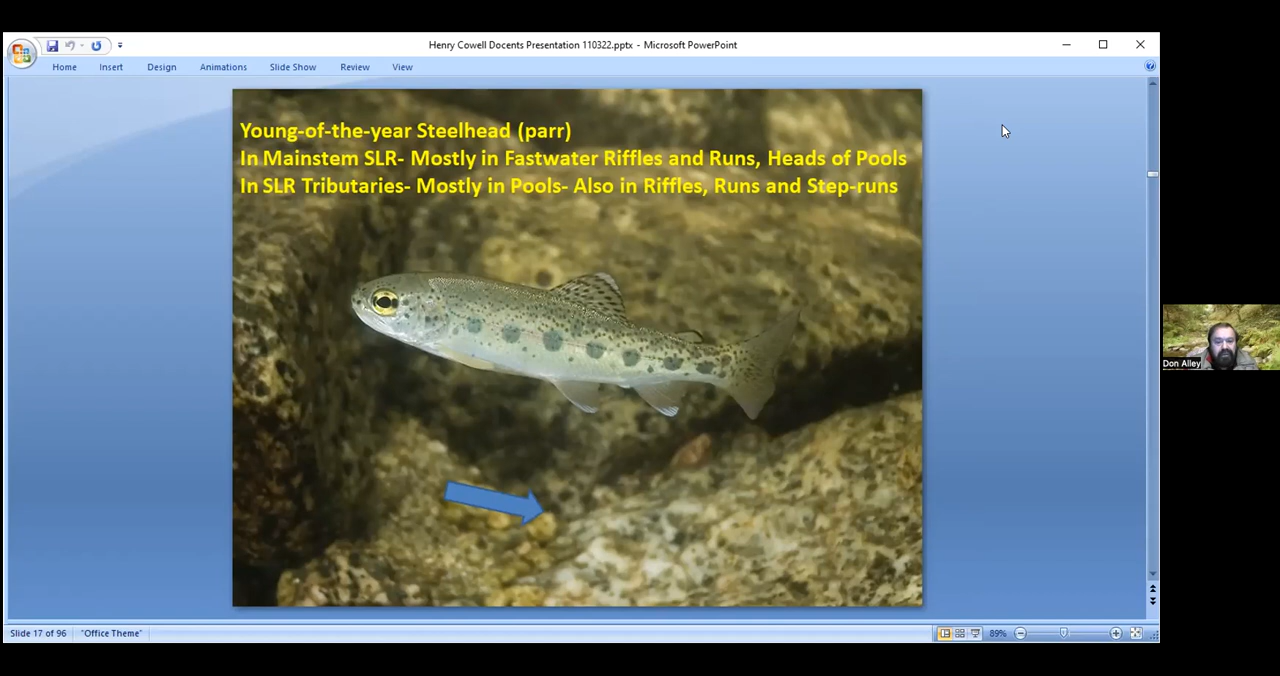 Henry Cowell Docents Presentation 110322.pptx - Microsoft PowerPoint
Home Insert Design Animations Slide Show Review View
Young-of-the-year Steelhead (parr)
In Mainstem SLR- Mostly in Fastwater Riffles and Runs, Heads of Pools
In SLR Tributaries- Mostly in Pools- Also in Riffles, Runs and Step-runs
Don Alley
Slide 17 of 96 "Office Theme" 89%